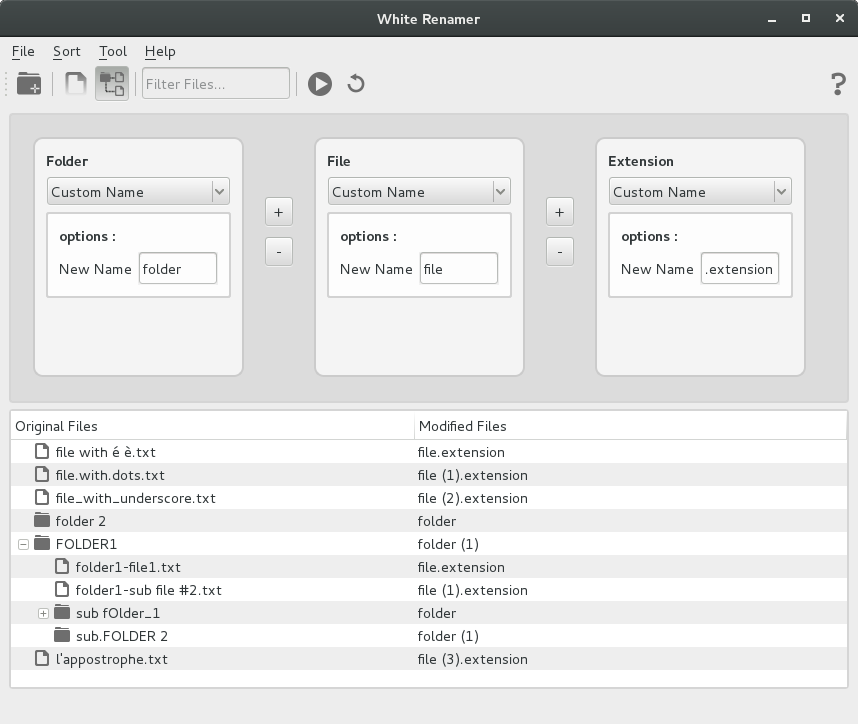 White Renamer
File Sort Tool Help
Filter Files... ?
Folder File Extension
Custom Name Custom Name Custom Name
+ +
options : options : options :
- -
New Name folder New Name file New Name .extension
Original Files Modified Files
file with é è.txt file.extension
file.with.dots.txt file (1).extension
file_with_underscore.txt file (2).extension
folder 2 folder
FOLDER1 folder (1)
folder1-file1.txt file.extension
folder1-sub file #2.txt file (1).extension
sub fOlder_1 folder
sub.FOLDER 2 folder (1)
l'appostrophe.txt file (3).extension